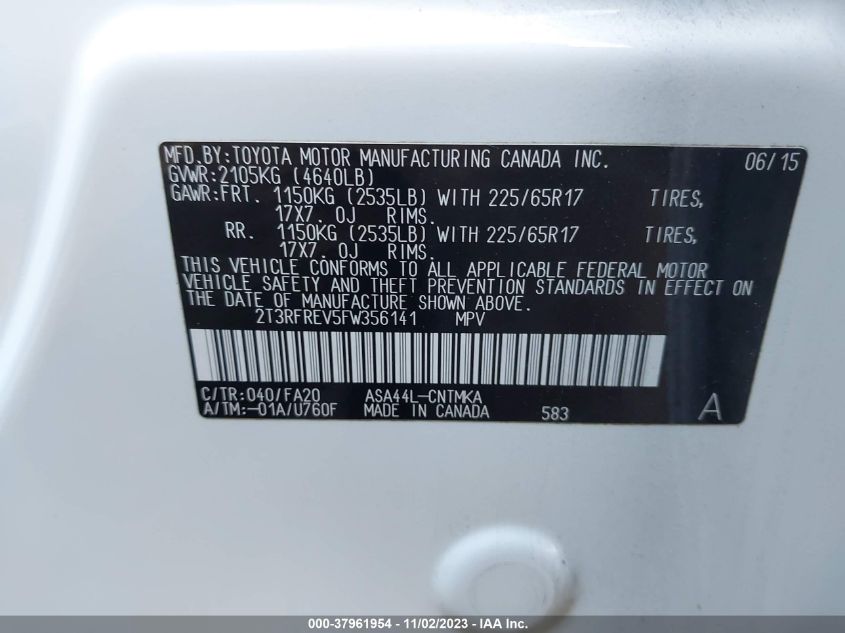 MFD.BY:TOYOTA MOTOR MANUFACTURING CANADA INC. 06/15
GVWR:2105KG (4640LB)
GAWR:FRT. 1150KG (2535LB) WITH 225/65R17 TIRES,
17X7.0J RIMS.
RR. 1150KG (2535LB) WITH 225/65R17 TIRES,
17X7.0J RIMS.
THIS VEHICLE CONFORMS TO ALL APPLICABLE FEDERAL MOTOR
VEHICLE SAFETY AND THEFT PREVENTION STANDARDS IN EFFECT ON
THE DATE OF MANUFACTURE SHOWN ABOVE.
2T3RFREV5FW356141 MPV
C/TR:040/FA20 ASA44L-CNTMKA
A/TM:-01A/U760F MADE IN CANADA 583 A
000-37961954 - 11/02/2023 - IAAI.com